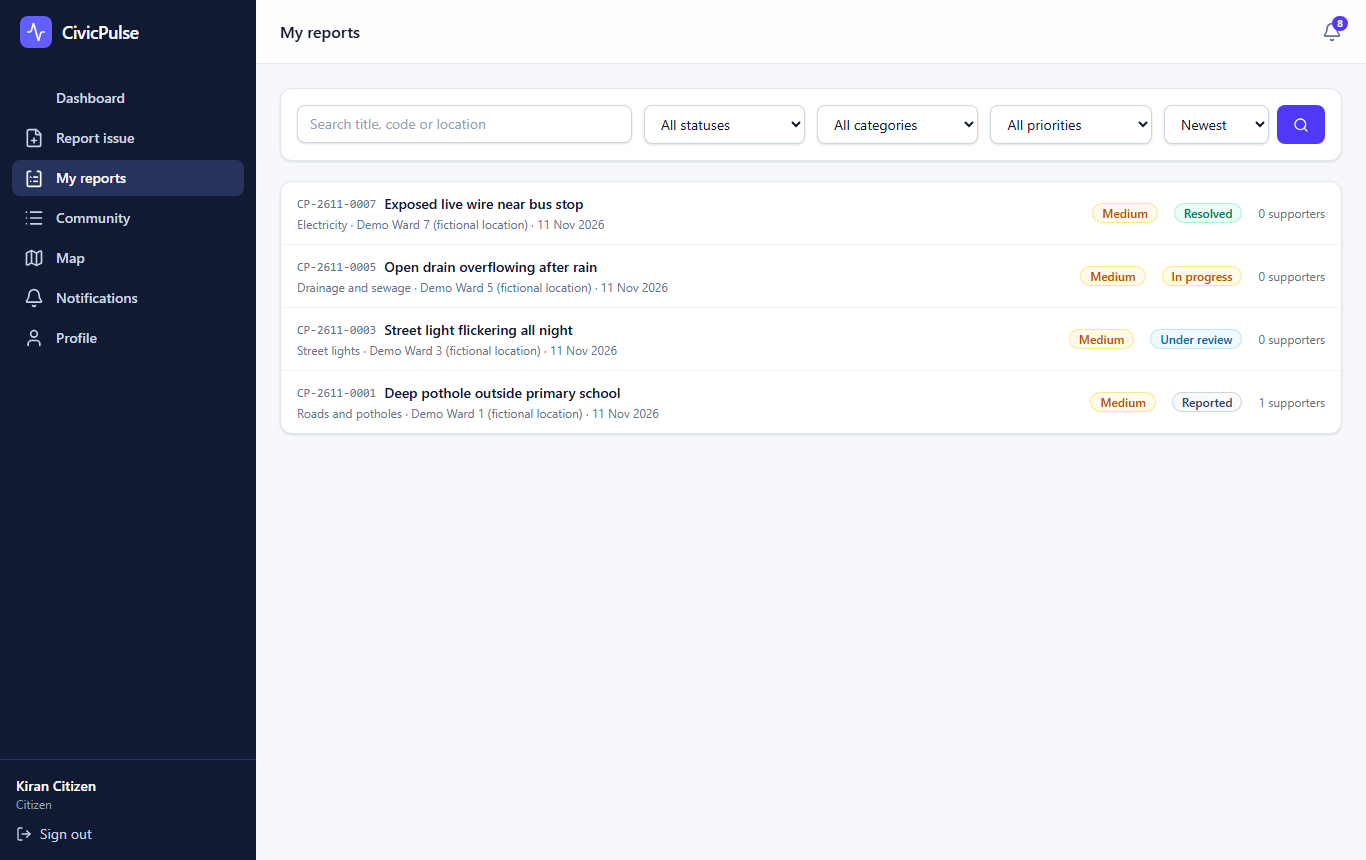 CivicPulse
My reports
8
Dashboard
Report issue
My reports
Community
Map
Notifications
Profile
Search title, code or location
All statuses
All categories
All priorities
Newest
CP-2611-0007 Exposed live wire near bus stop
Electricity · Demo Ward 7 (fictional location) · 11 Nov 2026
Medium Resolved 0 supporters
CP-2611-0005 Open drain overflowing after rain
Drainage and sewage · Demo Ward 5 (fictional location) · 11 Nov 2026
Medium In progress 0 supporters
CP-2611-0003 Street light flickering all night
Street lights · Demo Ward 3 (fictional location) · 11 Nov 2026
Medium Under review 0 supporters
CP-2611-0001 Deep pothole outside primary school
Roads and potholes · Demo Ward 1 (fictional location) · 11 Nov 2026
Medium Reported 1 supporters
Kiran Citizen
Citizen
Sign out